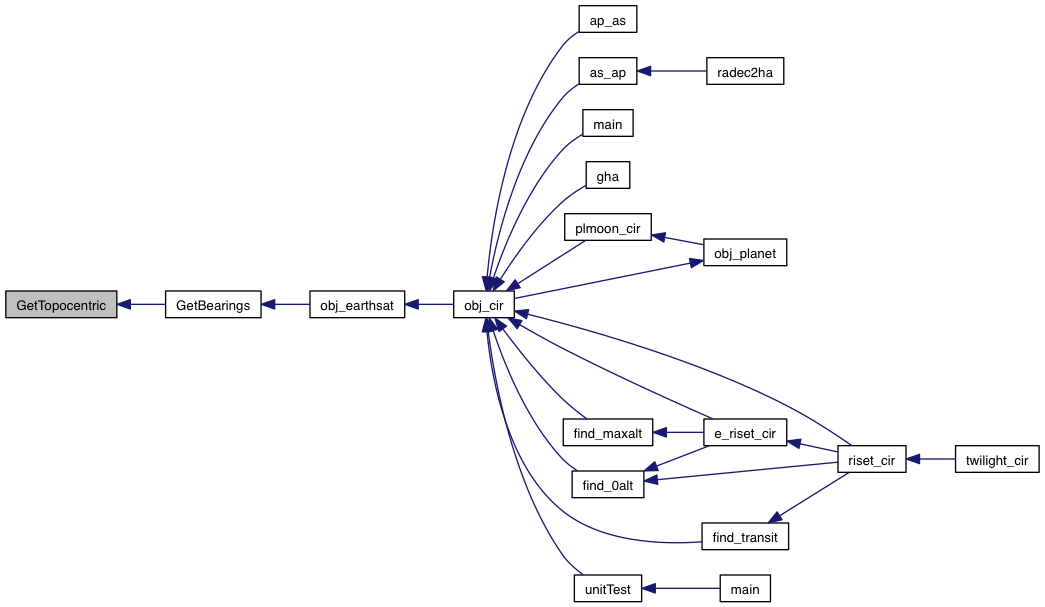 ap_as
as_ap
radec2ha
main
gha
plmoon_cir
obj_planet
GetTopocentric
GetBearings
obj_earthsat
obj_cir
find_maxalt
e_riset_cir
riset_cir
twilight_cir
find_0alt
find_transit
unitTest
main